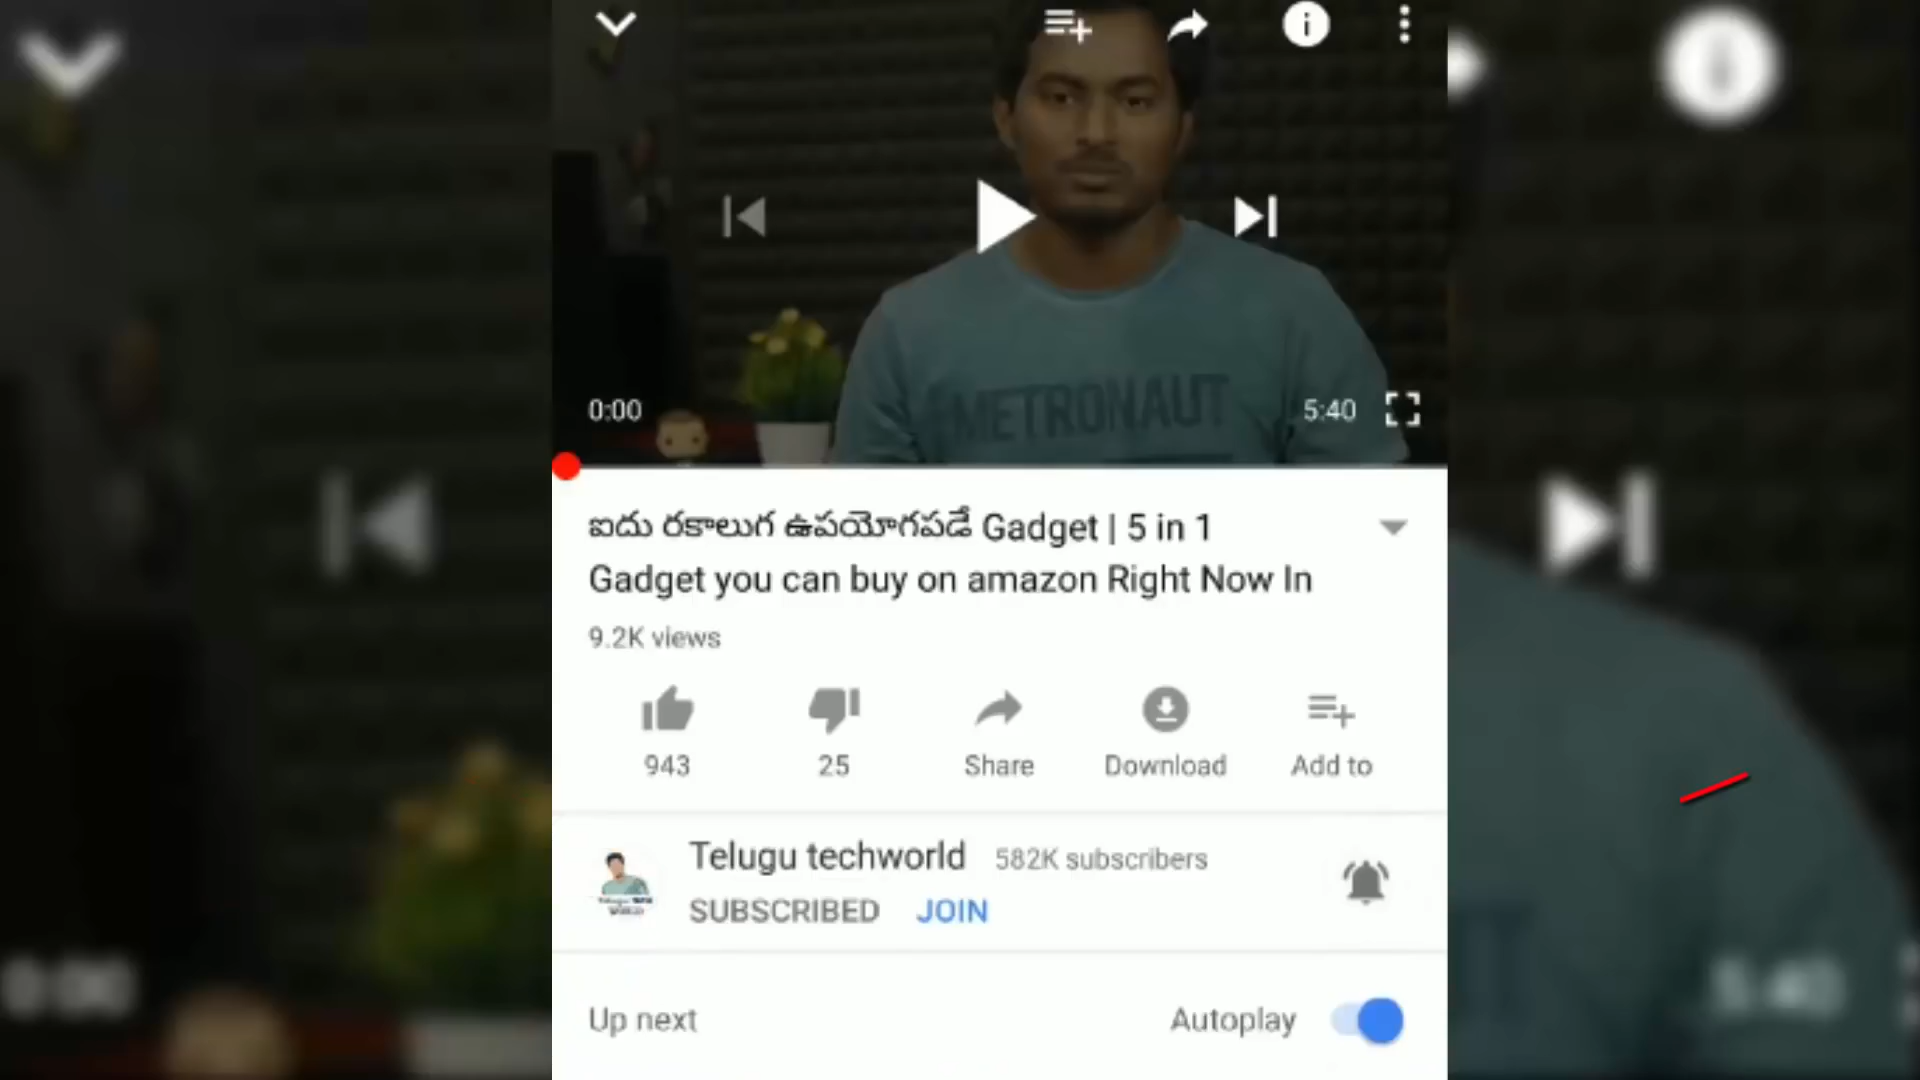 METRONAUT
0:00
5:40
ఐదు రకాలుగ ఉపయోగపడే Gadget | 5 in 1
Gadget you can buy on amazon Right Now In
9.2K views
943
25
Share
Download
Add to
Telugu techworld 582K subscribers
SUBSCRIBED JOIN
Up next
Autoplay